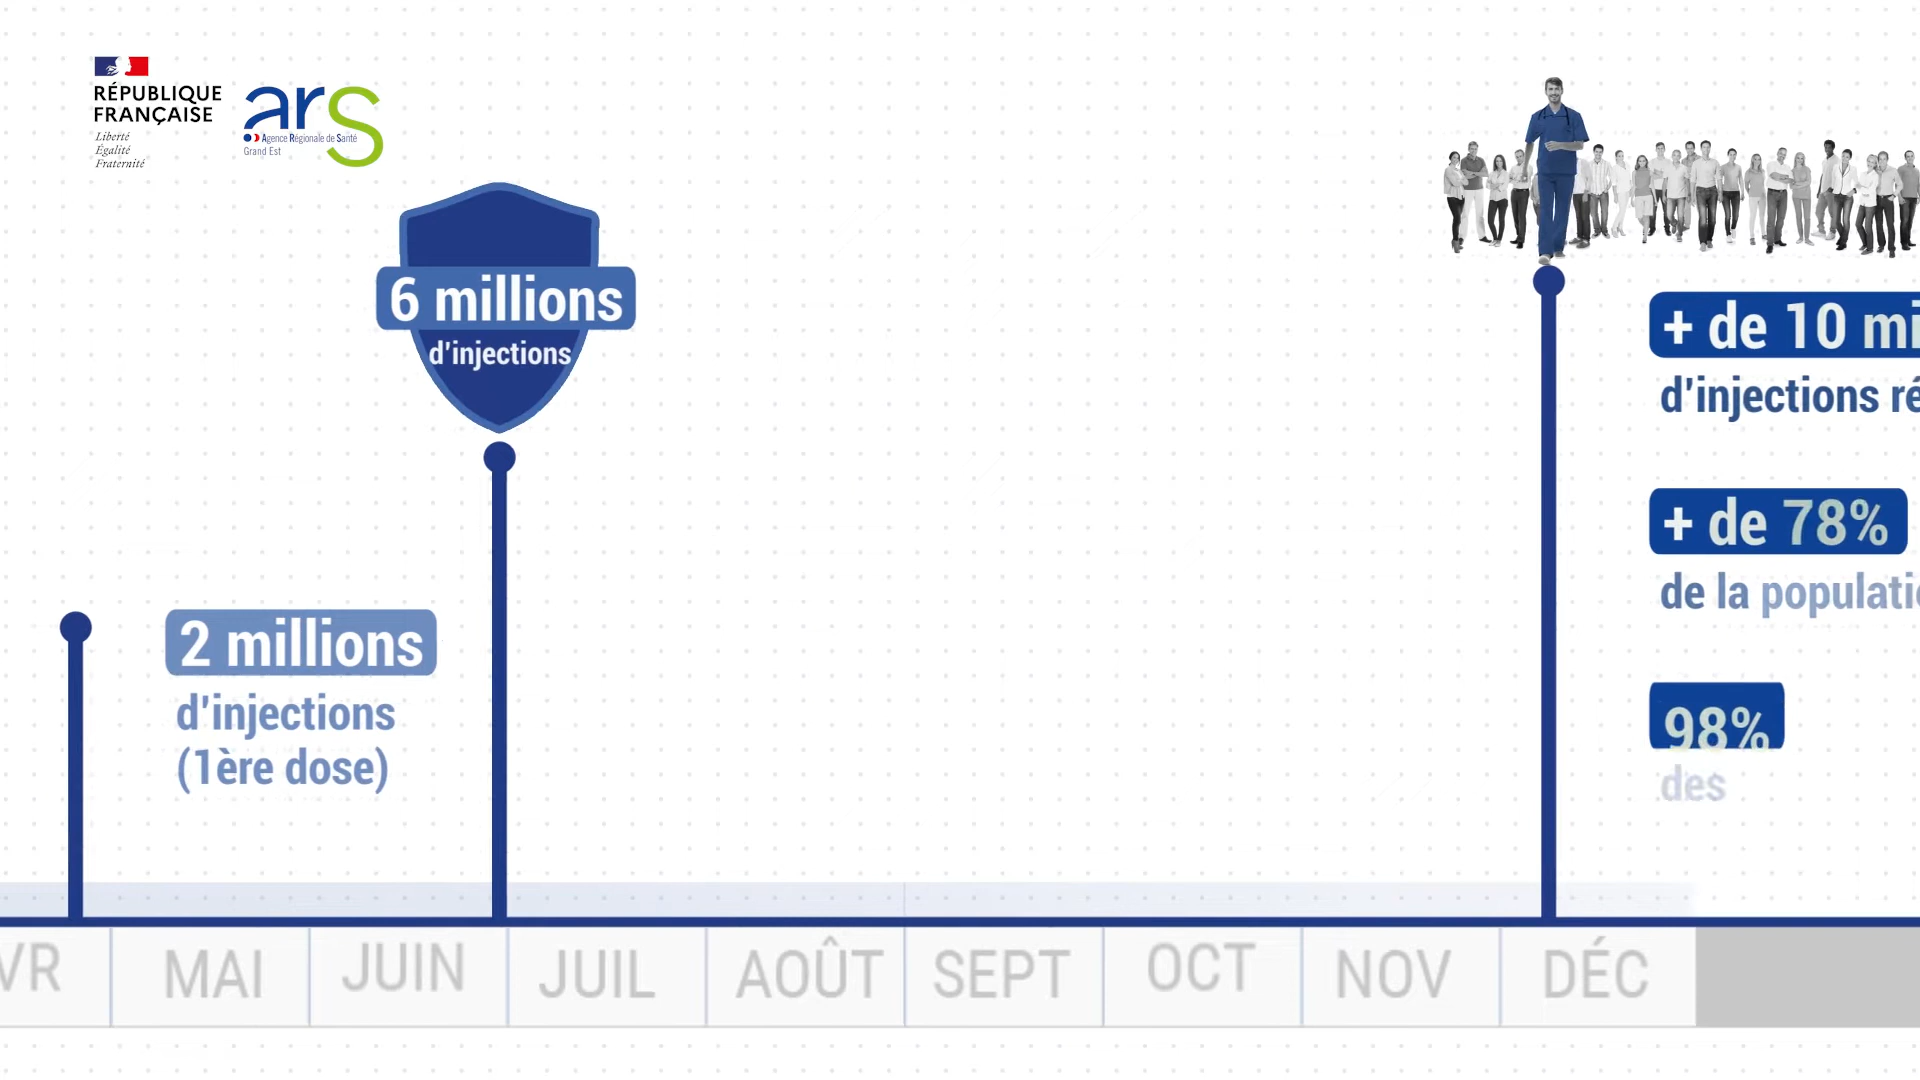 RÉPUBLIQUE
FRANÇAISE
Liberté
Égalité
Fraternité
ars
Agence Régionale de Santé
Grand Est
6 millions
d'injections
2 millions
d'injections
(1ère dose)
+ de 10 mi
d'injections ré
+ de 78%
de la populati
98%
des
VR
MAI
JUIN
JUIL
AOÛT
SEPT
OCT
NOV
DÉC